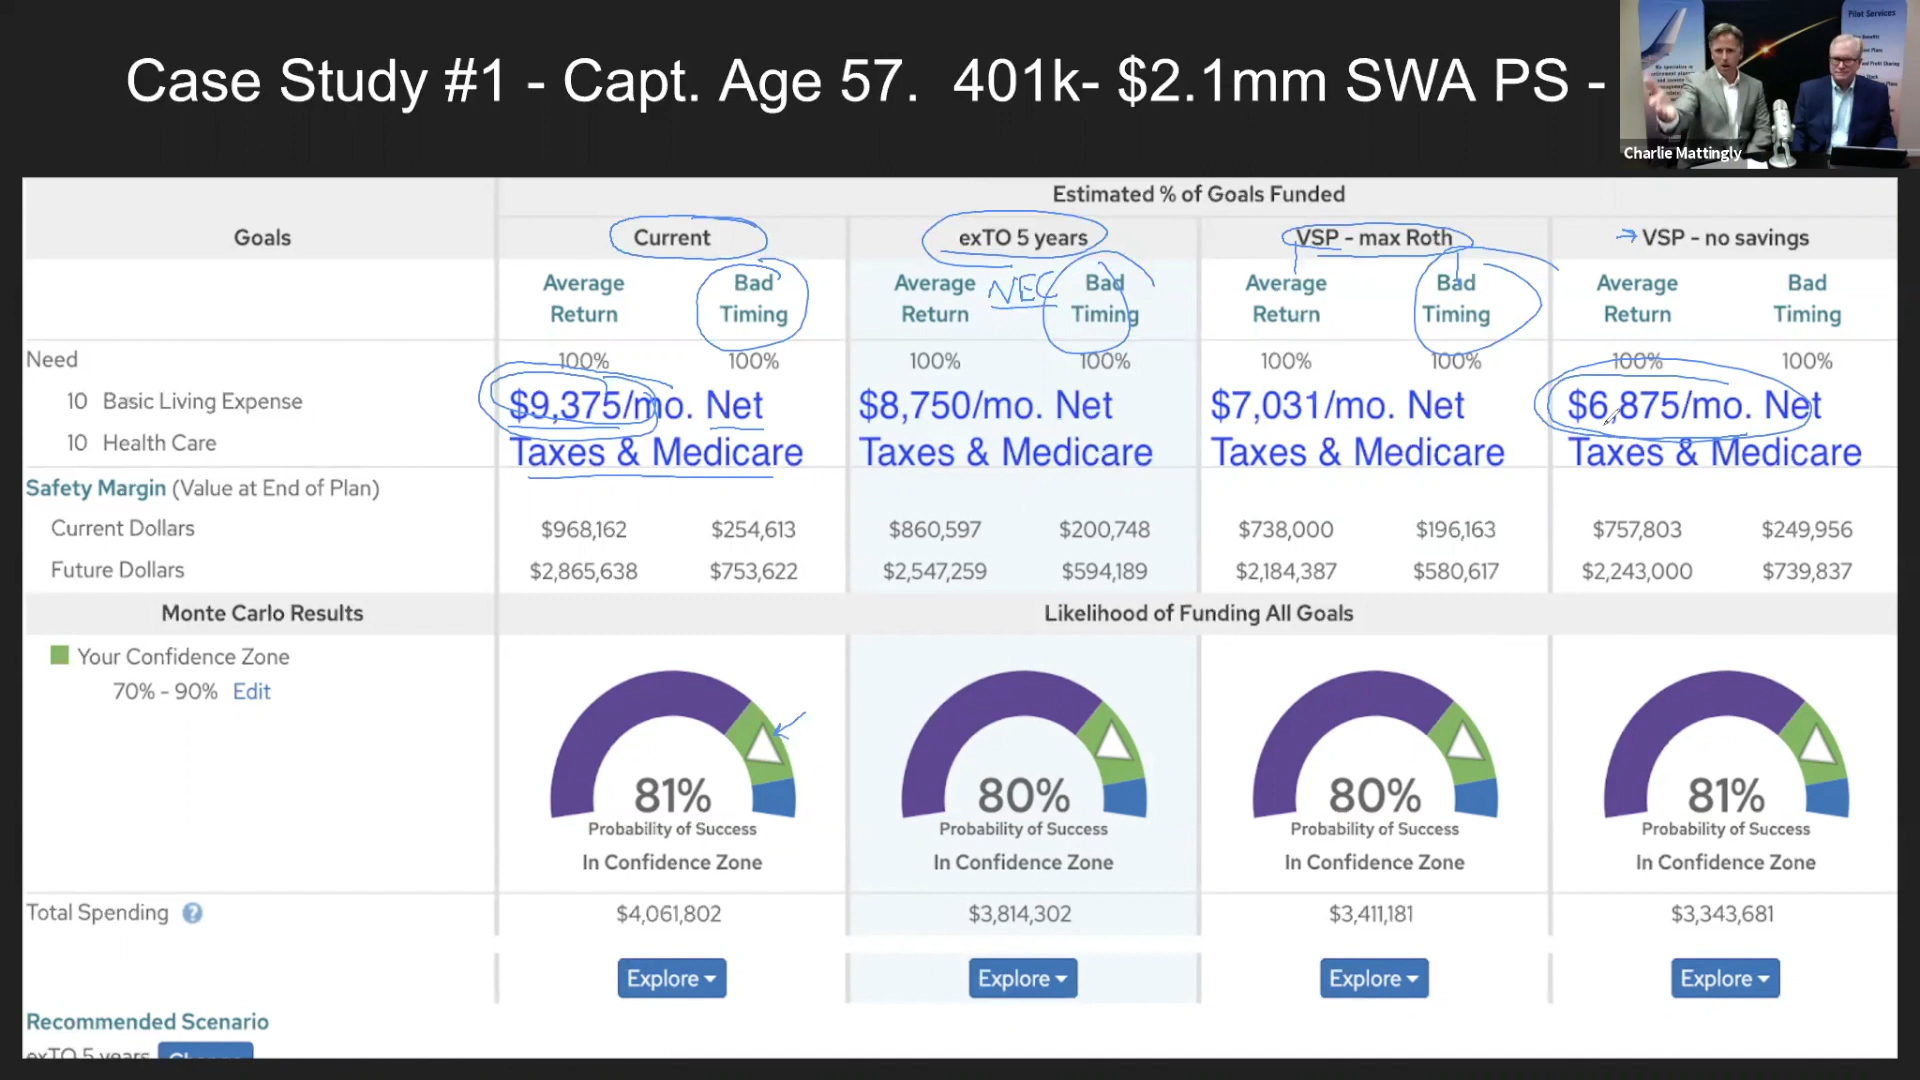 Case Study #1 - Capt. Age 57. 401k- $2.1mm SWA PS -
Pilot Services
Charlie Mattingly
Goals
Estimated % of Goals Funded
Current
exTO 5 years
VSP - max Roth
VSP - no savings
Average Return
Bad Timing
Average Return
NEC
Bad Timing
Average Return
Bad Timing
Average Return
Bad Timing
Need
100% 100% 100% 100% 100% 100% 100% 100%
10 Basic Living Expense
10 Health Care
$9,375/mo. Net
Taxes & Medicare
$8,750/mo. Net
Taxes & Medicare
$7,031/mo. Net
Taxes & Medicare
$6,875/mo. Net
Taxes & Medicare
Safety Margin (Value at End of Plan)
Current Dollars $968,162 $254,613 $860,597 $200,748 $738,000 $196,163 $757,803 $249,956
Future Dollars $2,865,638 $753,622 $2,547,259 $594,189 $2,184,387 $580,617 $2,243,000 $739,837
Monte Carlo Results
Likelihood of Funding All Goals
Your Confidence Zone
70% - 90% Edit
81%
Probability of Success
In Confidence Zone
80%
Probability of Success
In Confidence Zone
80%
Probability of Success
In Confidence Zone
81%
Probability of Success
In Confidence Zone
Total Spending ? $4,061,802 $3,814,302 $3,411,181 $3,343,681
Explore Explore Explore Explore
Recommended Scenario
exTO 5 years